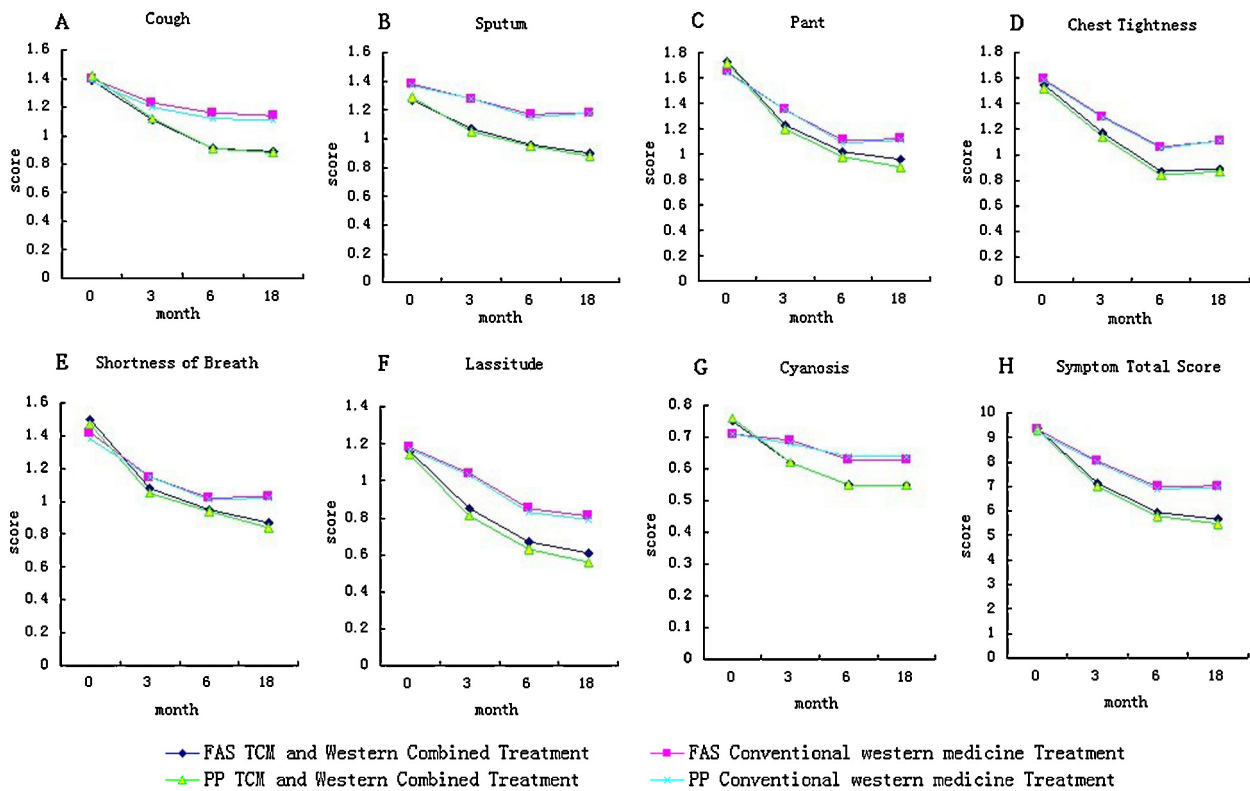 A
Cough
1.6
1.4
1.2
1
0.8
0.6
0.4
0.2
0
score
0 3 6 18
month
B
Sputum
1.6
1.4
1.2
1
0.8
0.6
0.4
0.2
0
score
0 3 6 18
month
C
Pant
1.8
1.6
1.4
1.2
1
0.8
0.6
0.4
0.2
0
score
0 3 6 18
month
D
Chest Tightness
1.8
1.6
1.4
1.2
1
0.8
0.6
0.4
0.2
0
score
0 3 6 18
month
E
Shortness of Breath
1.6
1.4
1.2
1
0.8
0.6
0.4
0.2
0
score
0 3 6 18
month
F
Lassitude
1.4
1.2
1
0.8
0.6
0.4
0.2
0
score
0 3 6 18
month
G
Cyanosis
0.8
0.7
0.6
0.5
0.4
0.3
0.2
0.1
0
score
0 3 6 18
month
H
Symptom Total Score
10
9
8
7
6
5
4
3
2
1
0
score
0 3 6 18
month
FAS TCM and Western Combined Treatment
FAS Conventional western medicine Treatment
PP TCM and Western Combined Treatment
PP Conventional western medicine Treatment